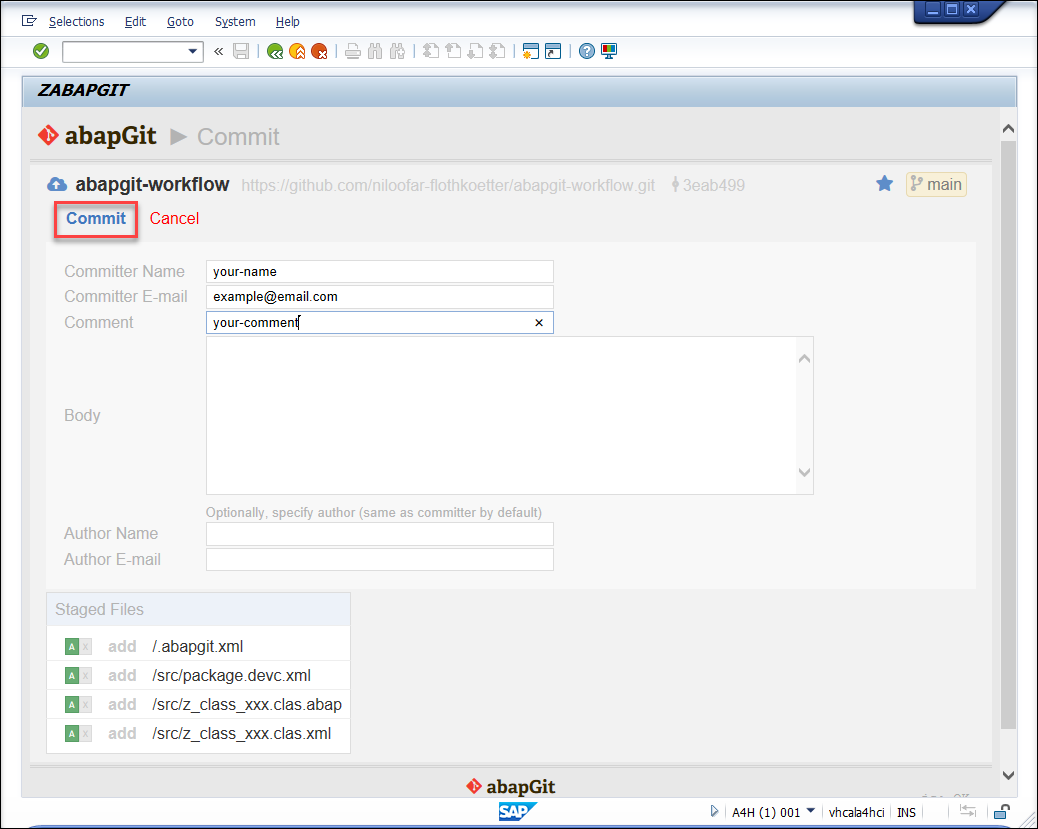 Selections Edit Goto System Help
ZABAPGIT
abapGit Commit
abapgit-workflow https://github.com/niloofar-flothkoetter/abapgit-workflow.git 3eab499 main
Commit Cancel
Committer Name your-name
Committer E-mail example@email.com
Comment your-comment
Body
Optionally, specify author (same as committer by default)
Author Name
Author E-mail
Staged Files
A X add /.abapgit.xml
A X add /src/package.devc.xml
A X add /src/z_class_xxx.clas.abap
A X add /src/z_class_xxx.clas.xml
abapGit
SAP A4H (1) 001 vhcala4hci INS